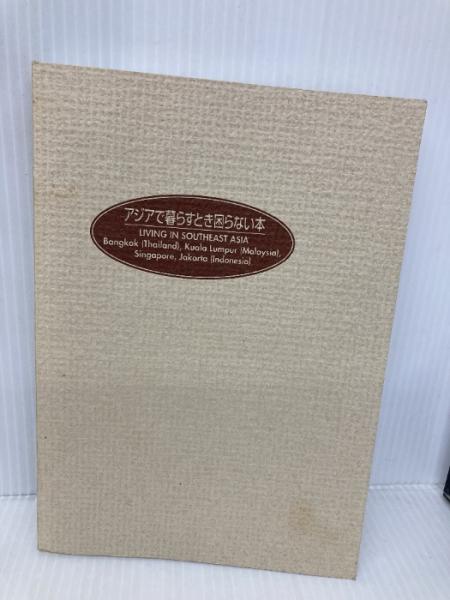 アジアで暮らすとき困らない本
LIVING IN SOUTHEAST ASIA
Bangkok (Thailand), Kuala Lumpur (Malaysia),
Singapore, Jakarta (Indonesia)